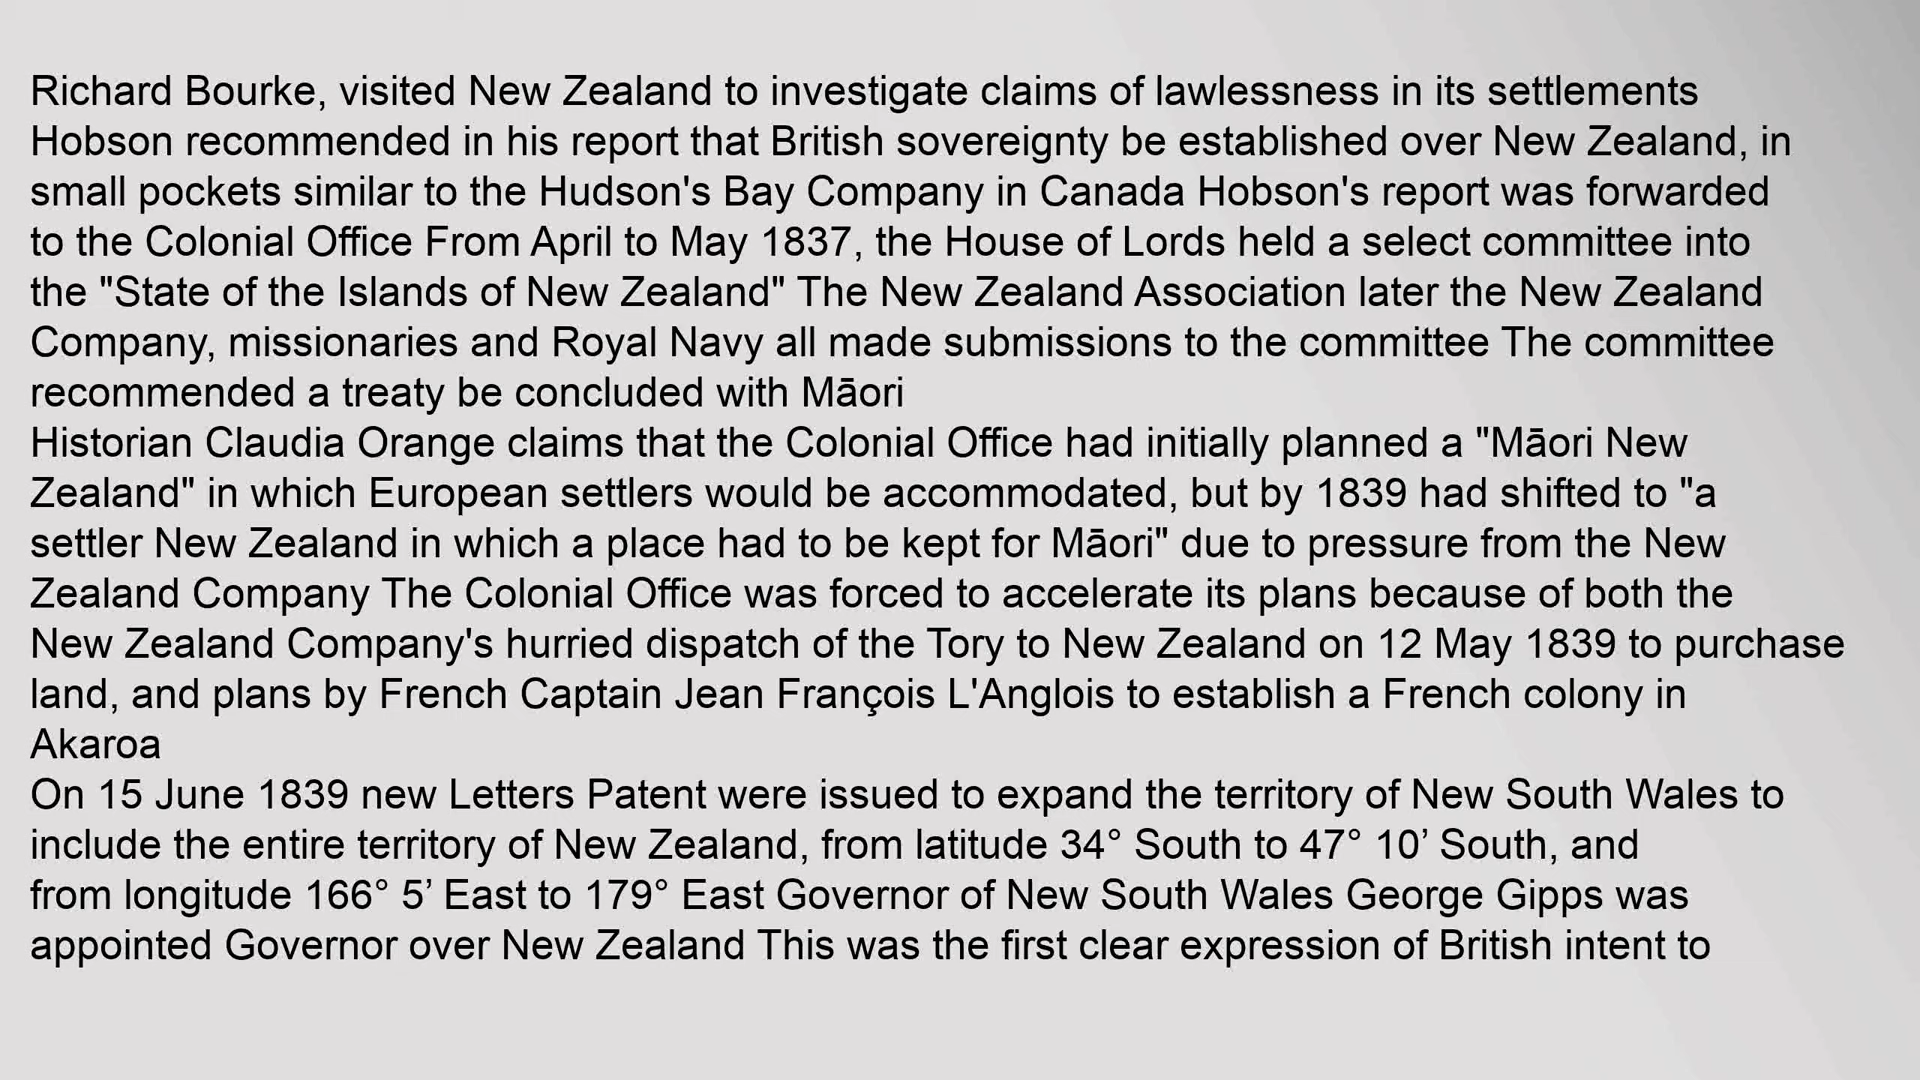 Richard Bourke, visited New Zealand to investigate claims of lawlessness in its settlements
Hobson recommended in his report that British sovereignty be established over New Zealand, in
small pockets similar to the Hudson's Bay Company in Canada Hobson's report was forwarded
to the Colonial Office From April to May 1837, the House of Lords held a select committee into
the "State of the Islands of New Zealand" The New Zealand Association later the New Zealand
Company, missionaries and Royal Navy all made submissions to the committee The committee
recommended a treaty be concluded with Māori
Historian Claudia Orange claims that the Colonial Office had initially planned a "Māori New
Zealand" in which European settlers would be accommodated, but by 1839 had shifted to "a
settler New Zealand in which a place had to be kept for Māori" due to pressure from the New
Zealand Company The Colonial Office was forced to accelerate its plans because of both the
New Zealand Company's hurried dispatch of the Tory to New Zealand on 12 May 1839 to purchase
land, and plans by French Captain Jean François L'Anglois to establish a French colony in
Akaroa
On 15 June 1839 new Letters Patent were issued to expand the territory of New South Wales to
include the entire territory of New Zealand, from latitude 34° South to 47° 10’ South, and
from longitude 166° 5’ East to 179° East Governor of New South Wales George Gipps was
appointed Governor over New Zealand This was the first clear expression of British intent to